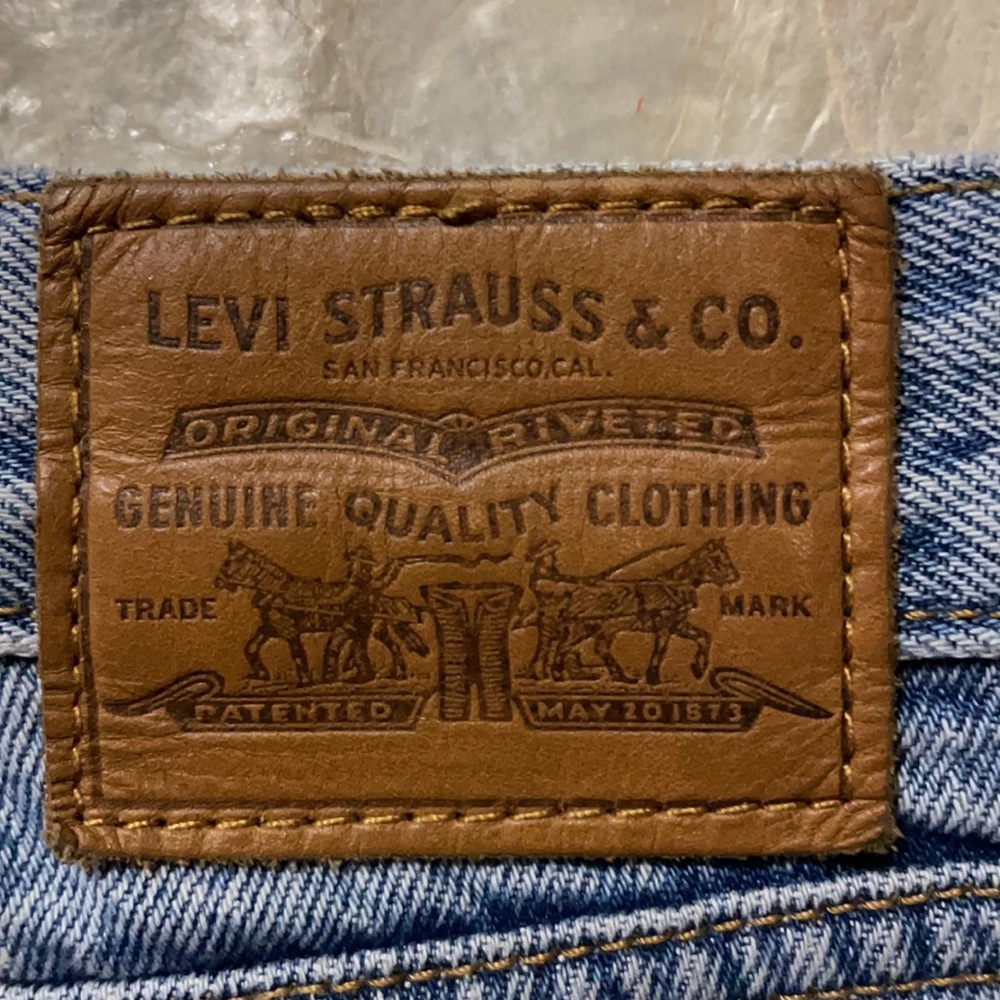 LEVI STRAUSS & CO.
SAN FRANCISCO, CAL.
ORIGINAL RIVETED
GENUINE QUALITY CLOTHING
TRADE MARK
PATENTED MAY 20 1873